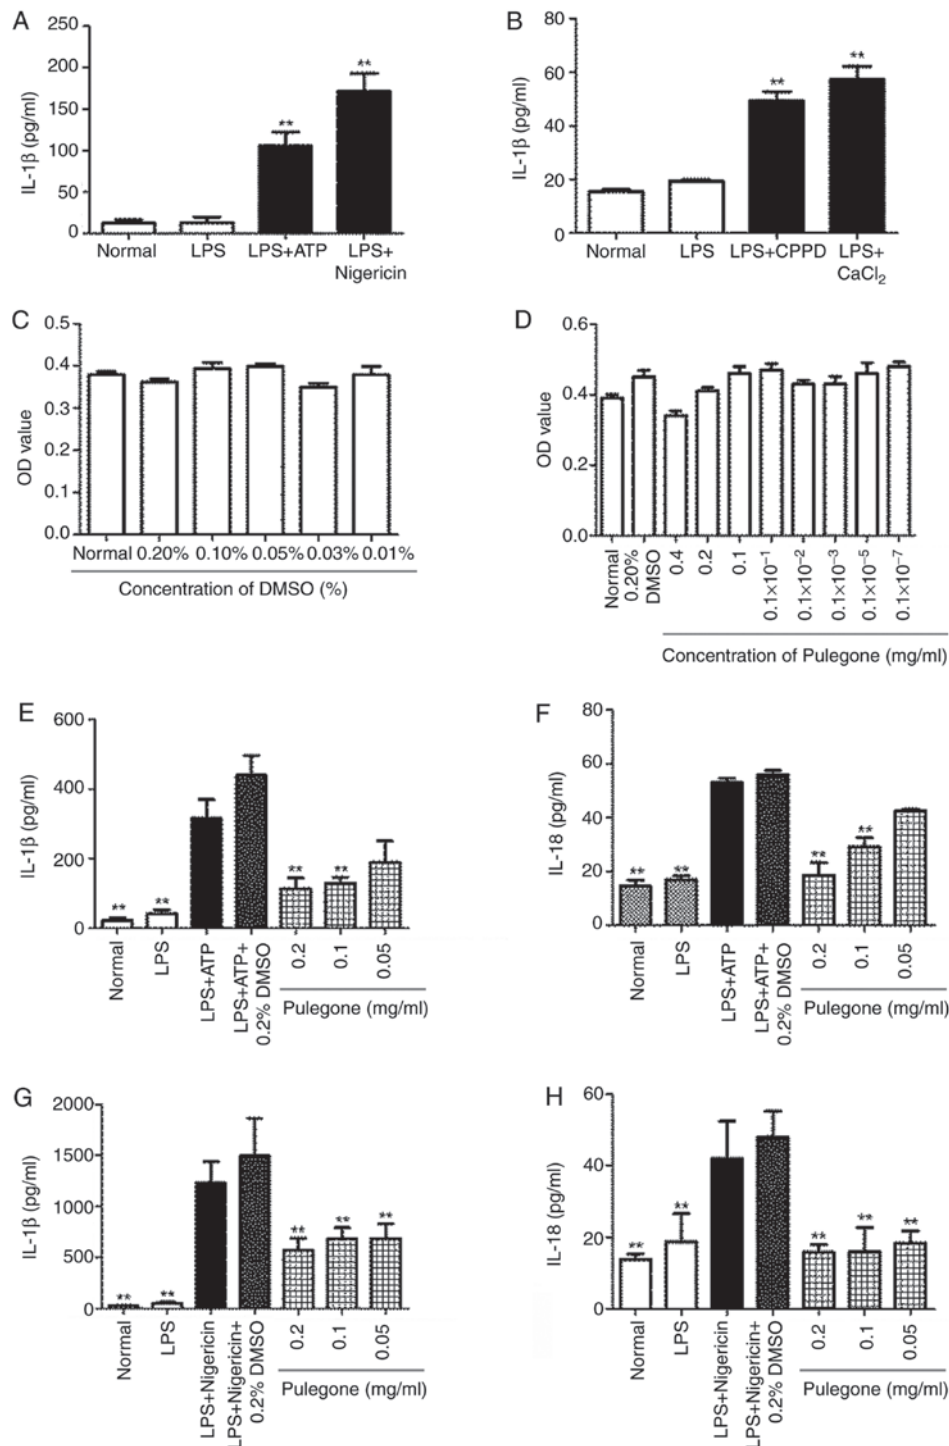 A
IL-1β (pg/ml)
250
200
150
100
50
0
**
**
Normal LPS LPS+ATP LPS+
Nigericin
B
IL-1β (pg/ml)
80
60
40
20
0
**
**
Normal LPS LPS+CPPD LPS+
CaCl₂
C
OD value
0.5
0.4
0.3
0.2
0.1
0.0
Normal 0.20% 0.10% 0.05% 0.03% 0.01%
Concentration of DMSO (%)
D
OD value
0.6
0.4
0.2
0.0
Normal
0.20%
DMSO
0.4
0.2
0.1
0.1×10⁻¹
0.1×10⁻²
0.1×10⁻³
0.1×10⁻⁵
0.1×10⁻⁷
Concentration of Pulegone (mg/ml)
E
IL-1β (pg/ml)
600
400
200
0
** ** ** **
Normal
LPS
LPS+ATP
LPS+ATP+
0.2% DMSO
0.2
0.1
0.05
Pulegone (mg/ml)
F
IL-18 (pg/ml)
80
60
40
20
0
** ** ** **
Normal
LPS
LPS+ATP
LPS+ATP+
0.2% DMSO
0.2
0.1
0.05
Pulegone (mg/ml)
G
IL-1β (pg/ml)
2000
1500
1000
500
0
** ** ** ** **
Normal
LPS
LPS+Nigericin
LPS+Nigericin+
0.2% DMSO
0.2
0.1
0.05
Pulegone (mg/ml)
H
IL-18 (pg/ml)
60
40
20
0
** ** ** ** **
Normal
LPS
LPS+Nigericin
LPS+Nigericin+
0.2% DMSO
0.2
0.1
0.05
Pulegone (mg/ml)